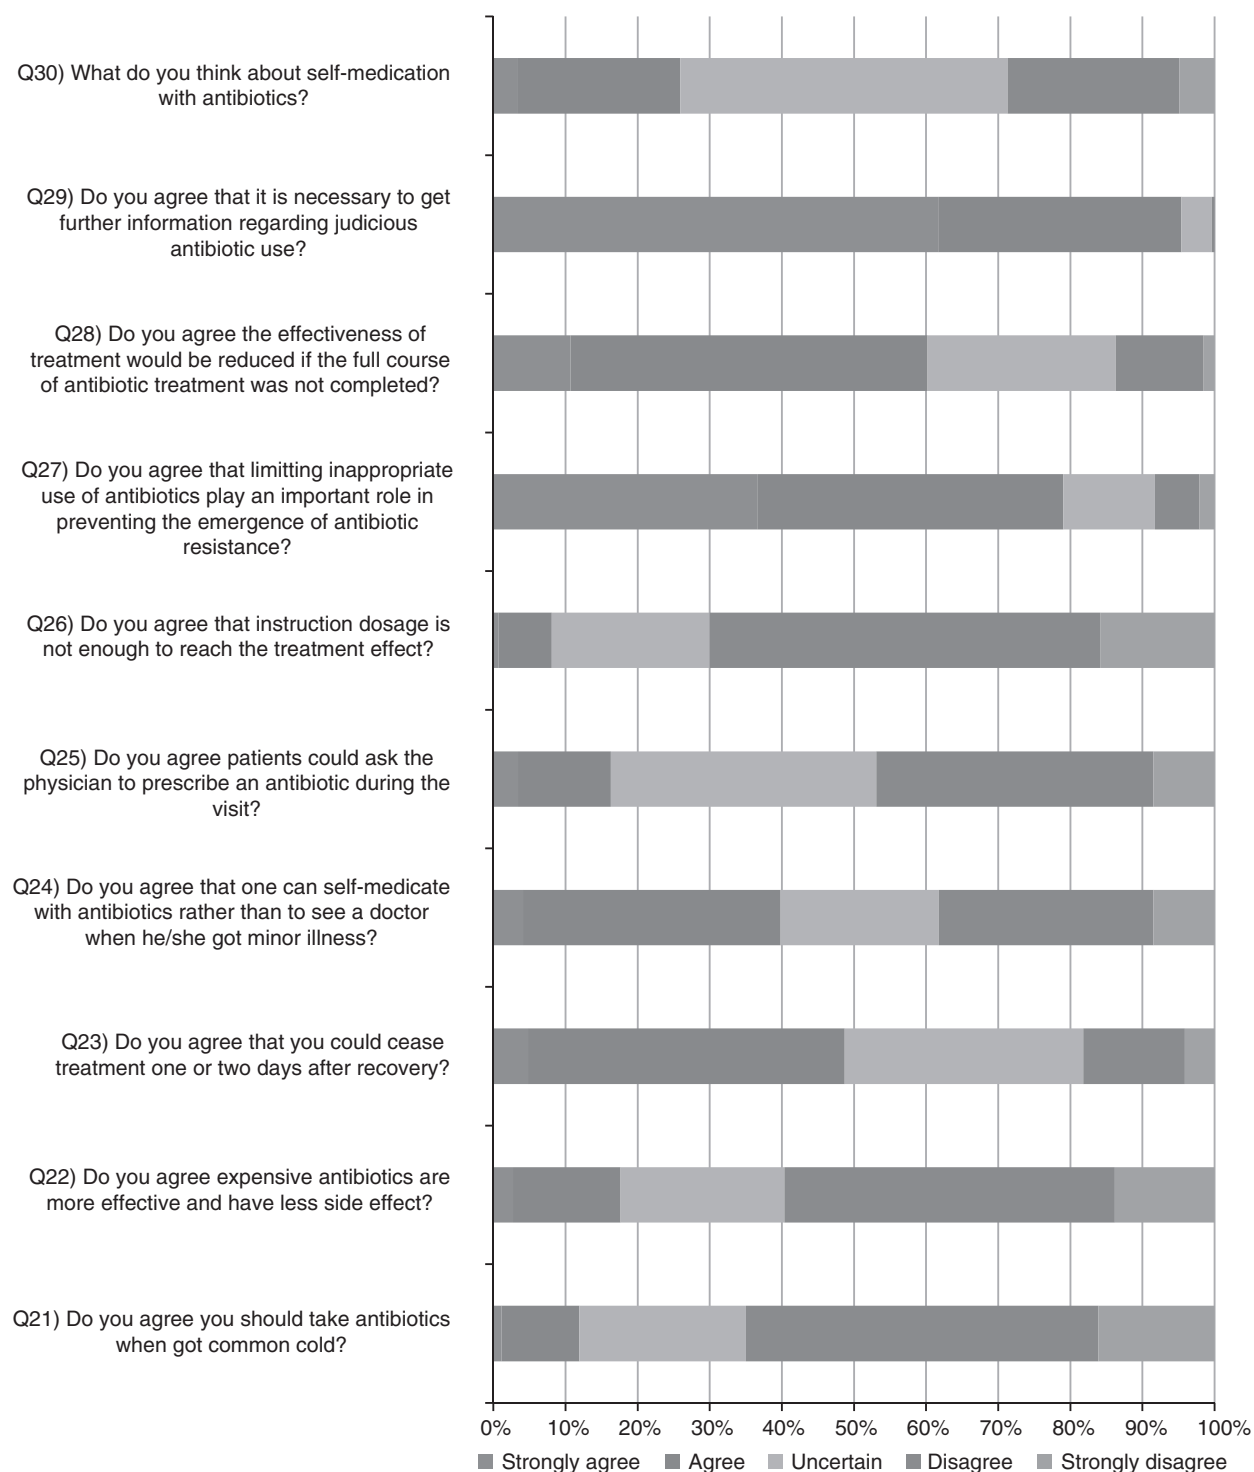 Q30) What do you think about self-medication
with antibiotics?
Q29) Do you agree that it is necessary to get
further information regarding judicious
antibiotic use?
Q28) Do you agree the effectiveness of
treatment would be reduced if the full course
of antibiotic treatment was not completed?
Q27) Do you agree that limitting inappropriate
use of antibiotics play an important role in
preventing the emergence of antibiotic
resistance?
Q26) Do you agree that instruction dosage is
not enough to reach the treatment effect?
Q25) Do you agree patients could ask the
physician to prescribe an antibiotic during the
visit?
Q24) Do you agree that one can self-medicate
with antibiotics rather than to see a doctor
when he/she got minor illness?
Q23) Do you agree that you could cease
treatment one or two days after recovery?
Q22) Do you agree expensive antibiotics are
more effective and have less side effect?
Q21) Do you agree you should take antibiotics
when got common cold?
0% 10% 20% 30% 40% 50% 60% 70% 80% 90% 100%
Strongly agree Agree Uncertain Disagree Strongly disagree